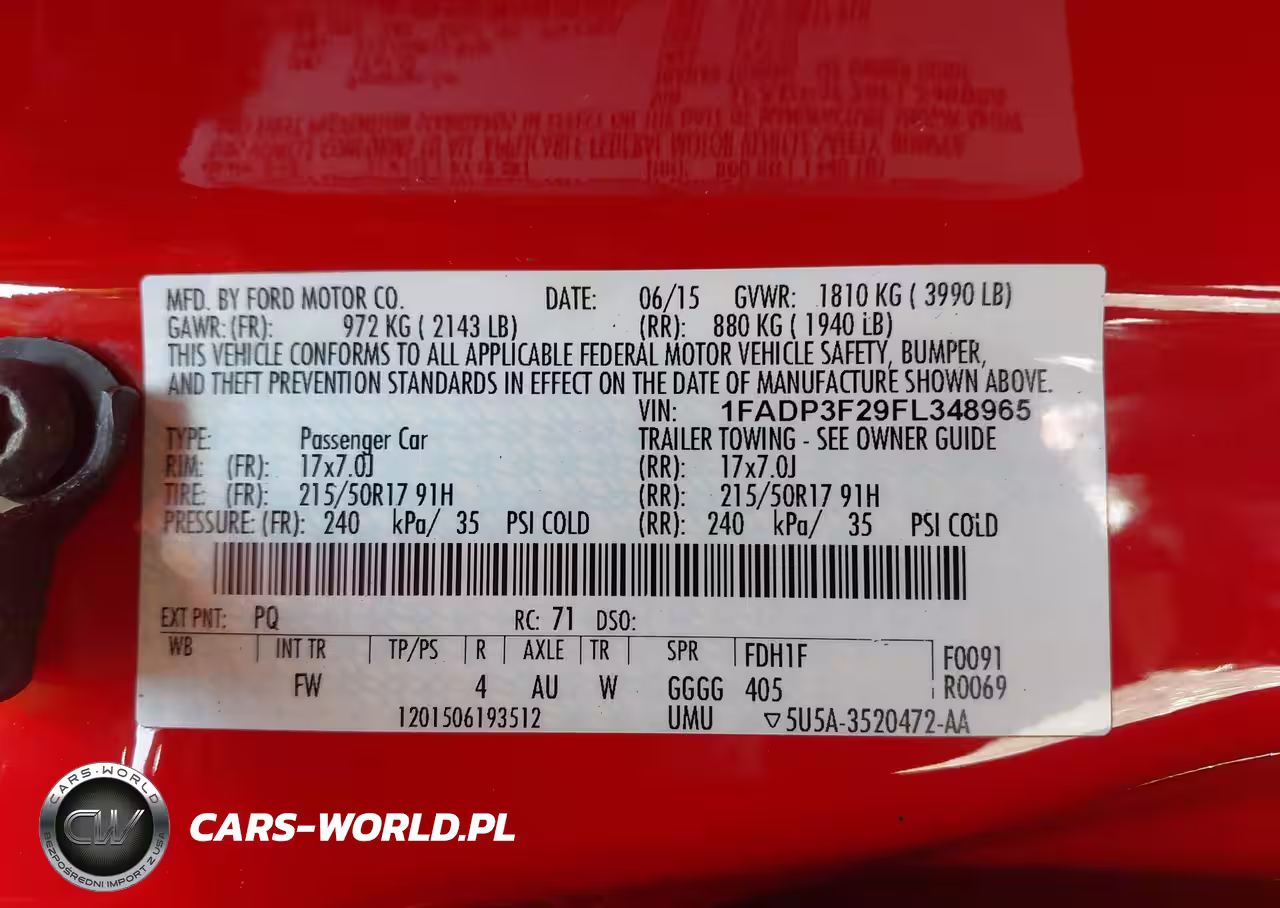 MFD. BY FORD MOTOR CO. DATE: 06/15 GVWR: 1810 KG ( 3990 LB)
GAWR: (FR): 972 KG ( 2143 LB) (RR): 880 KG ( 1940 LB)
THIS VEHICLE CONFORMS TO ALL APPLICABLE FEDERAL MOTOR VEHICLE SAFETY, BUMPER,
AND THEFT PREVENTION STANDARDS IN EFFECT ON THE DATE OF MANUFACTURE SHOWN ABOVE.
VIN: 1FADP3F29FL348965
TYPE: Passenger Car TRAILER TOWING - SEE OWNER GUIDE
RIM: (FR): 17x7.0J (RR): 17x7.0J
TIRE: (FR): 215/50R17 91H (RR): 215/50R17 91H
PRESSURE: (FR): 240 kPa/ 35 PSI COLD (RR): 240 kPa/ 35 PSI COLD
EXT PNT: PQ RC: 71 DSO:
WB INT TR TP/PS R AXLE TR SPR FDH1F F0091
FW 4 AU W GGGG 405 R0069
1201506193512 UMU ▽5U5A-3520472-AA
CARS-WORLD
CW
BEZPOŚREDNI IMPORT Z USA
CARS-WORLD.PL